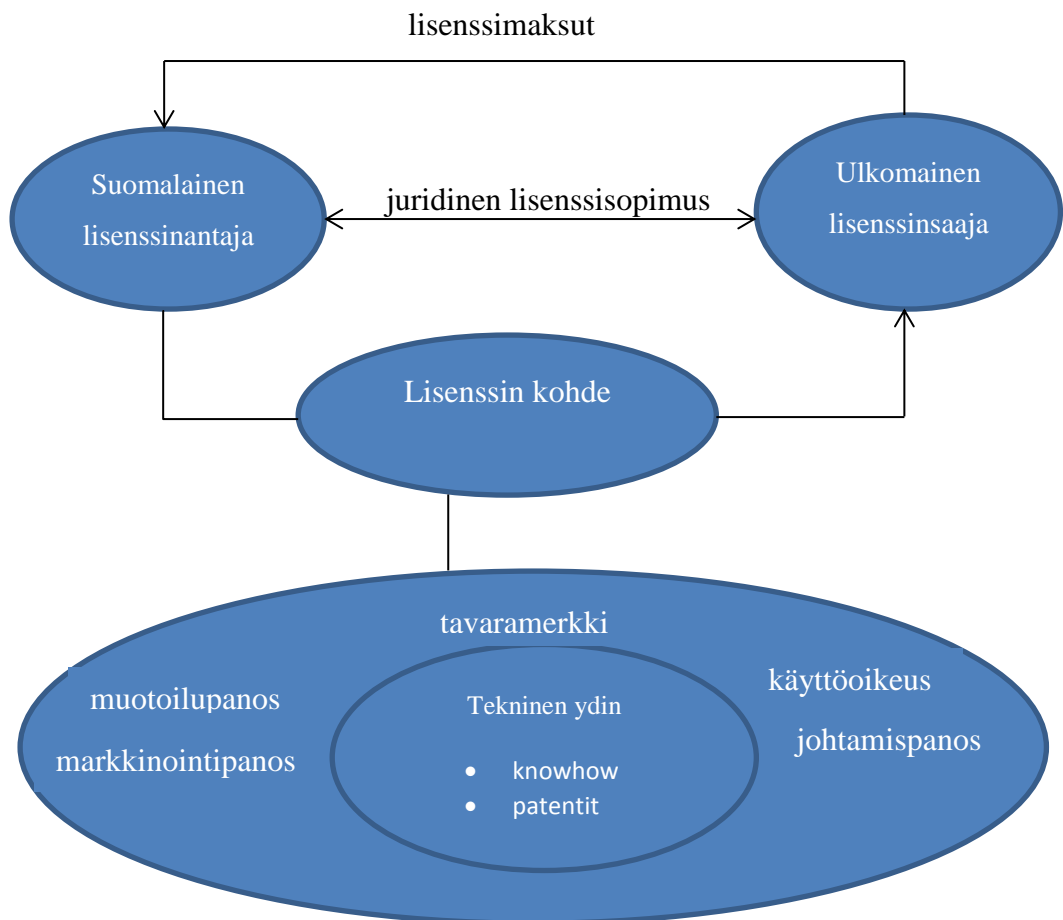 lisenssimaksut
Suomalainen
lisenssinantaja
juridinen lisenssisopimus
Ulkomainen
lisenssinsaaja
Lisenssin kohde
tavaramerkki
muotoilupanos
markkinointipanos
Tekninen ydin
• knowhow
• patentit
käyttöoikeus
johtamispanos